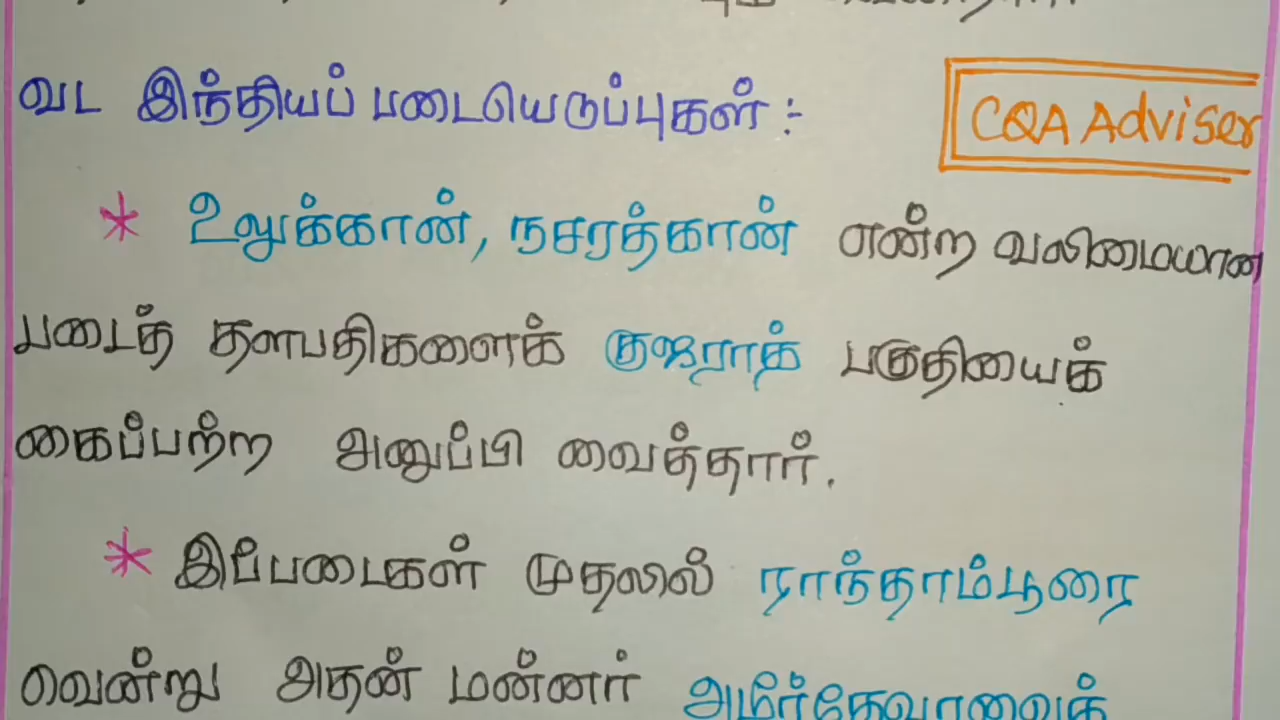 வட இந்தியப் படையெடுப்புகள் :-
CQA Adviser
* உலுக்கான், நசரத்கான் என்ற வலிமையான
படைத் தளபதிகளைக் குஜராத் பகுதியைக்
கைப்பற்ற அனுப்பி வைத்தார்.
* இப்படைகள் முதலில் ராந்தாம்பூரை
வென்று அதன் மன்னர் அமீர்தேவாவைக்